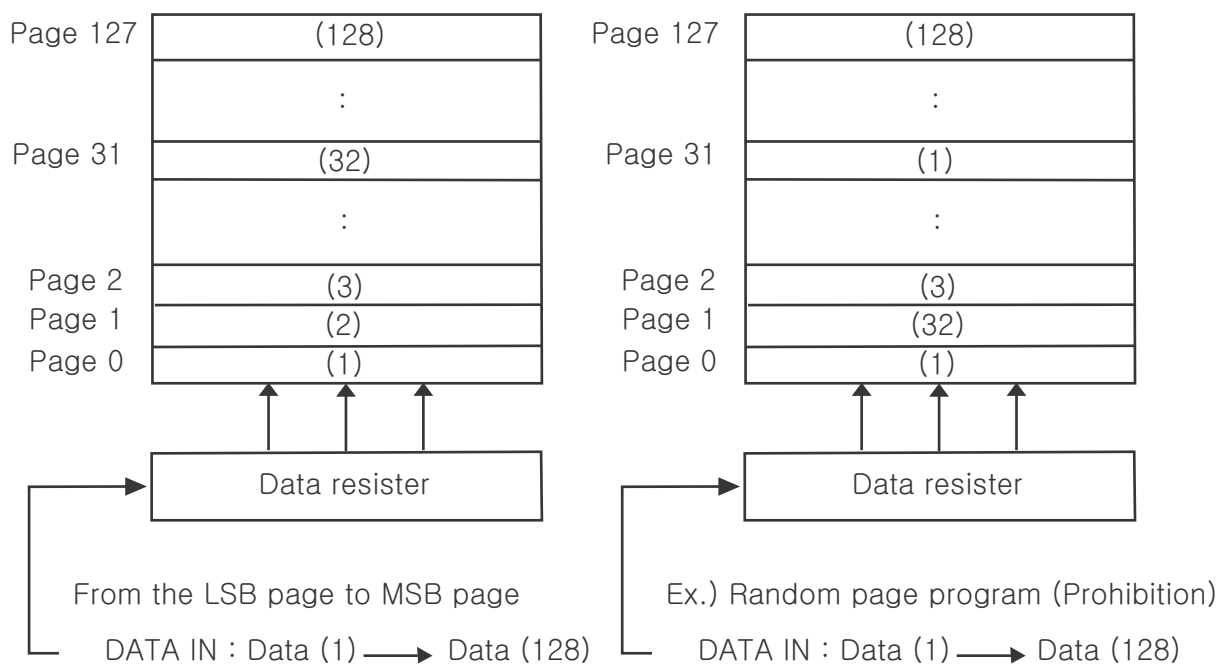 Page 127
(128)
:
Page 31
(32)
:
Page 2
(3)
Page 1
(2)
Page 0
(1)
Data resister
From the LSB page to MSB page
DATA IN : Data (1) Data (128)
Page 127
(128)
:
Page 31
(1)
:
Page 2
(3)
Page 1
(32)
Page 0
(1)
Data resister
Ex.) Random page program (Prohibition)
DATA IN : Data (1) Data (128)